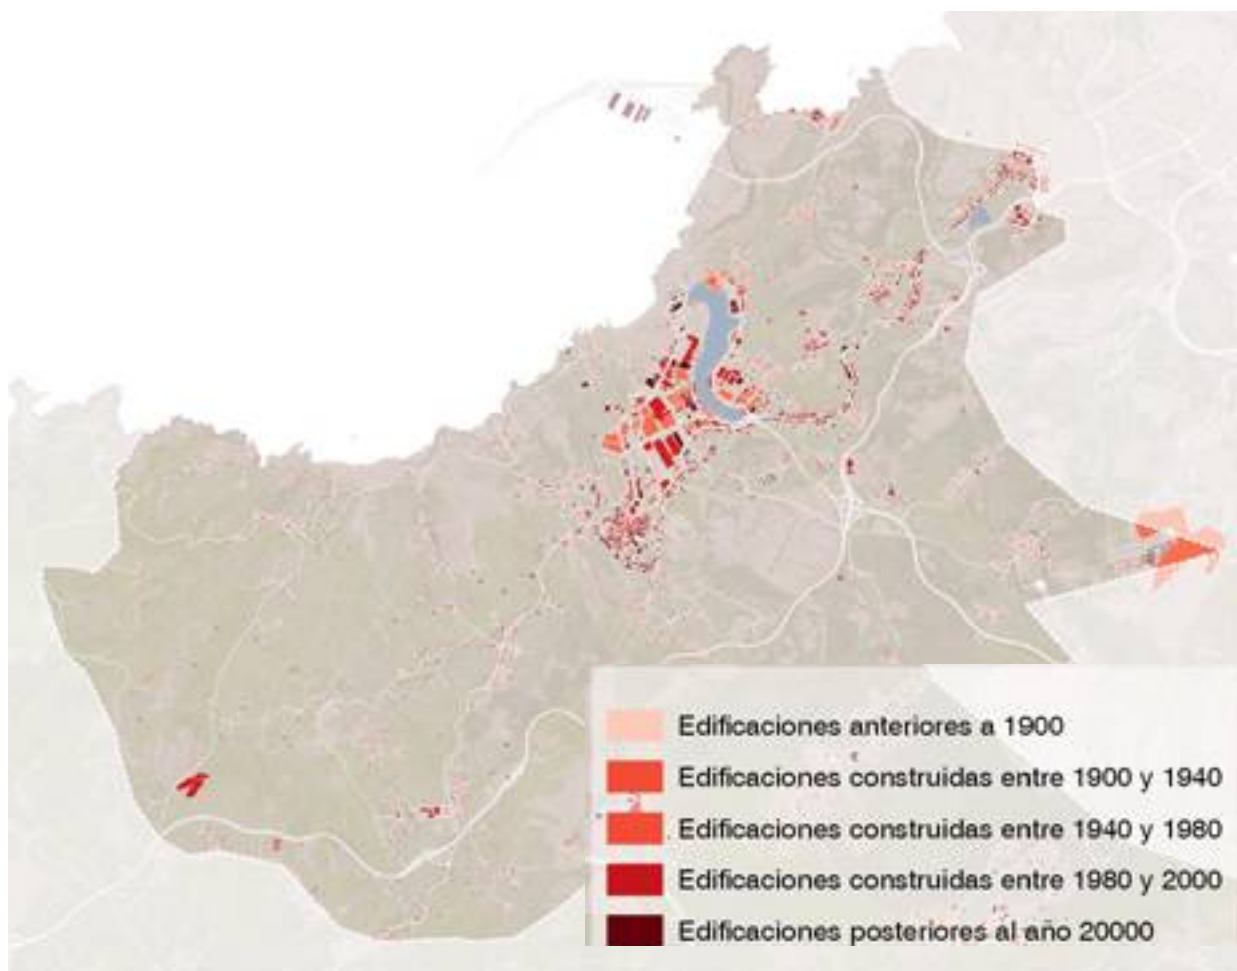 Edificaciones anteriores a 1900
Edificaciones construidas entre 1900 y 1940
Edificaciones construidas entre 1940 y 1980
Edificaciones construidas entre 1980 y 2000
Edificaciones posteriores al año 20000